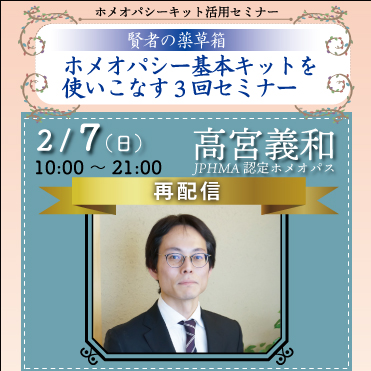 ホメオパシーキット活用セミナー
賢者の薬草箱
ホメオパシー基本キットを
使いこなす3回セミナー
2/7(日)
10:00 ～ 21:00
高宮義和
JPHMA 認定ホメオパス
再配信